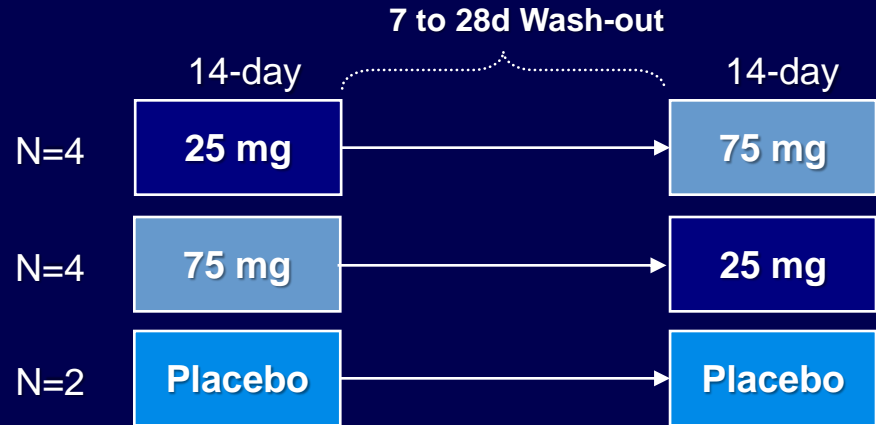 7 to 28d Wash-out
14-day 14-day
N=4 25 mg 75 mg
N=4 75 mg 25 mg
N=2 Placebo Placebo